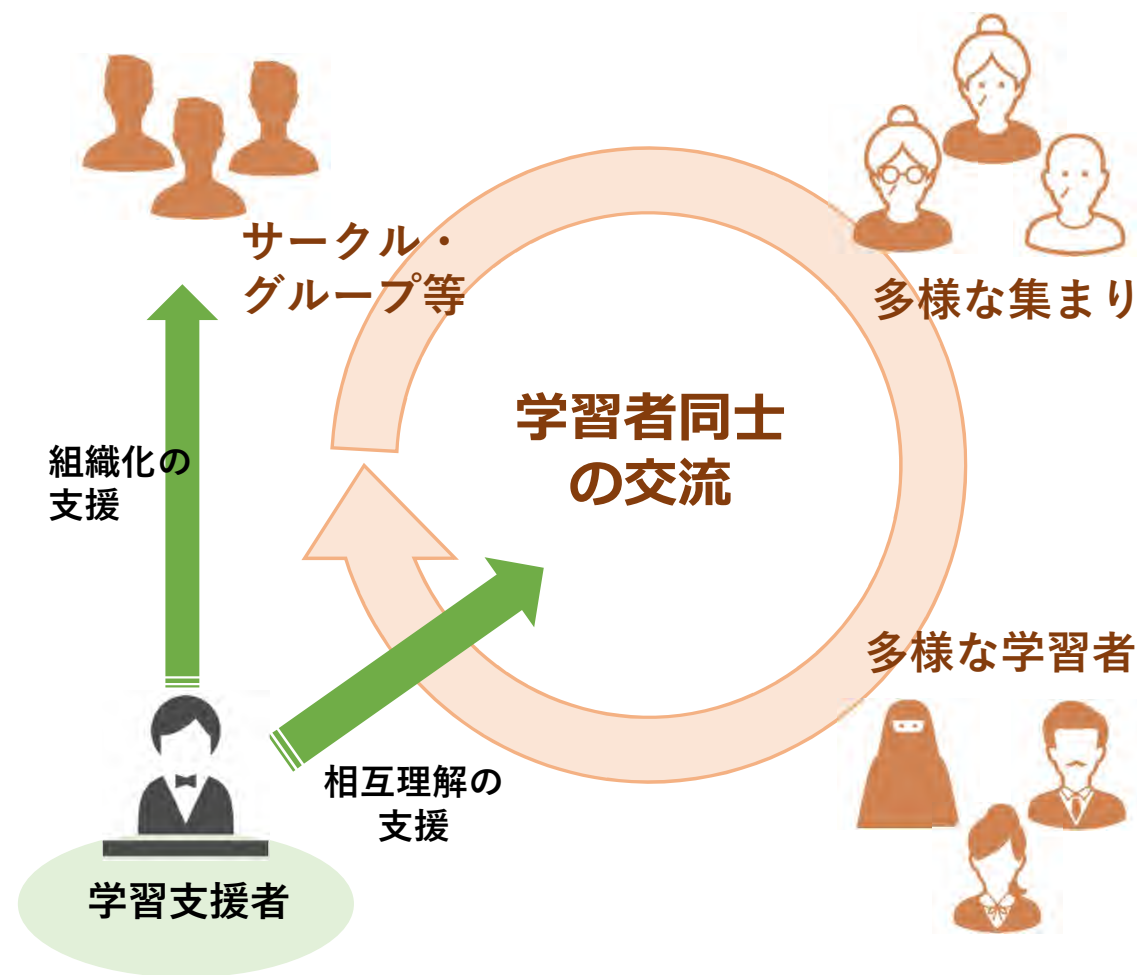 サークル・
グループ等
多様な集まり
学習者同士
の交流
組織化の
支援
多様な学習者
相互理解の
支援
学習支援者